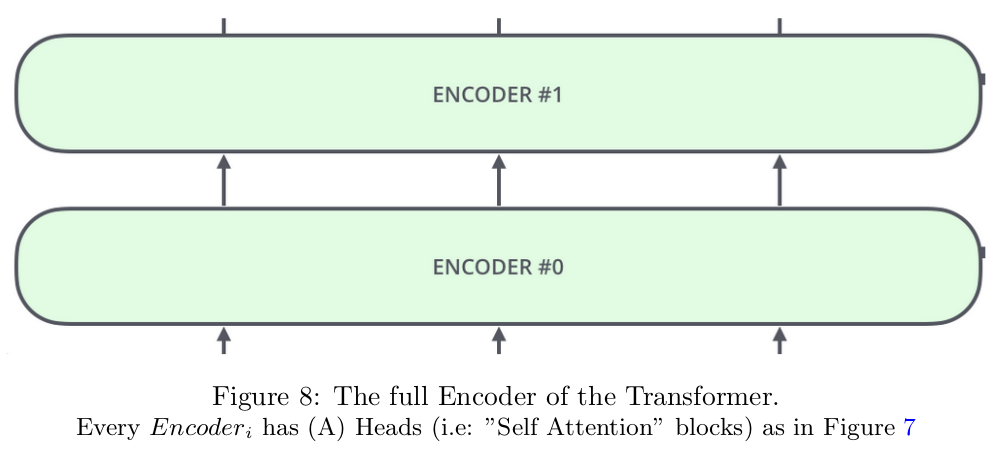 ENCODER #1
ENCODER #0
Figure 8: The full Encoder of the Transformer.
Every Encoderᵢ has (A) Heads (i.e: ”Self Attention” blocks) as in Figure 7